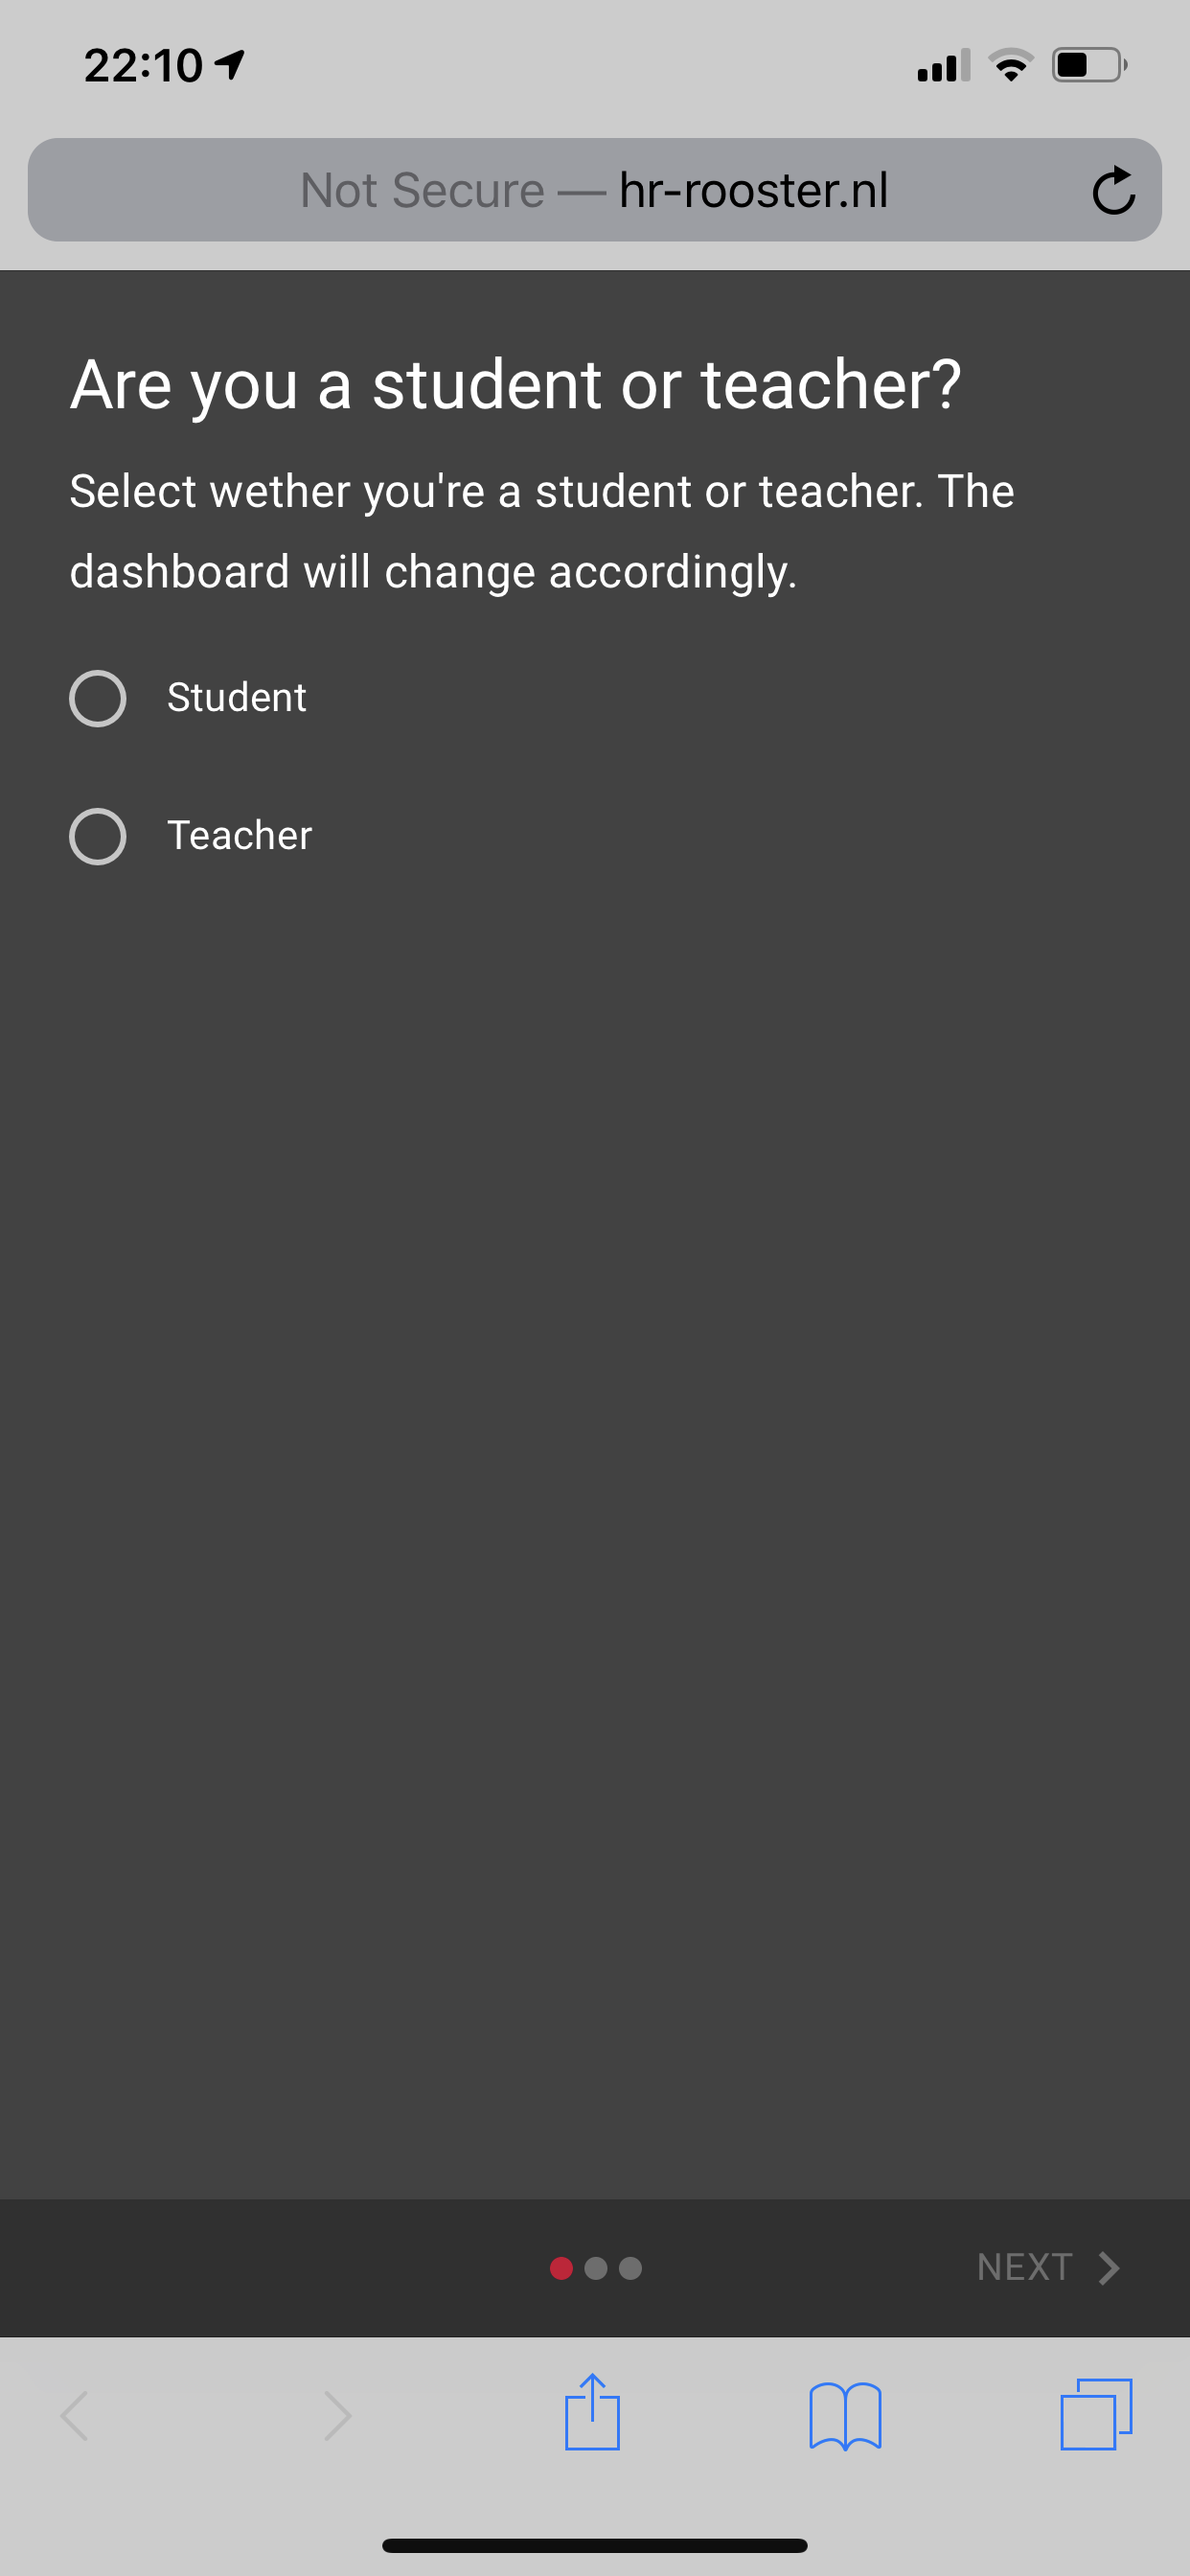 22:10
Not Secure — hr-rooster.nl
Are you a student or teacher?
Select wether you're a student or teacher. The
dashboard will change accordingly.
Student
Teacher
NEXT